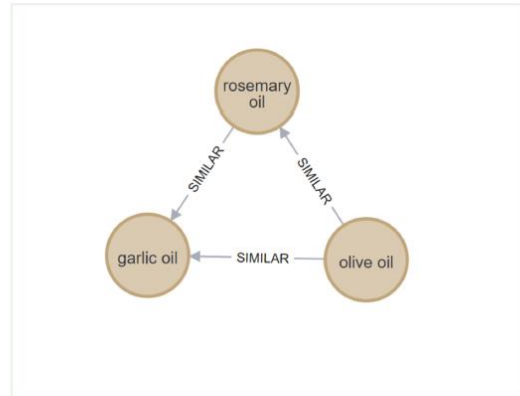 rosemary
oil
SIMILAR
SIMILAR
garlic oil
SIMILAR
olive oil